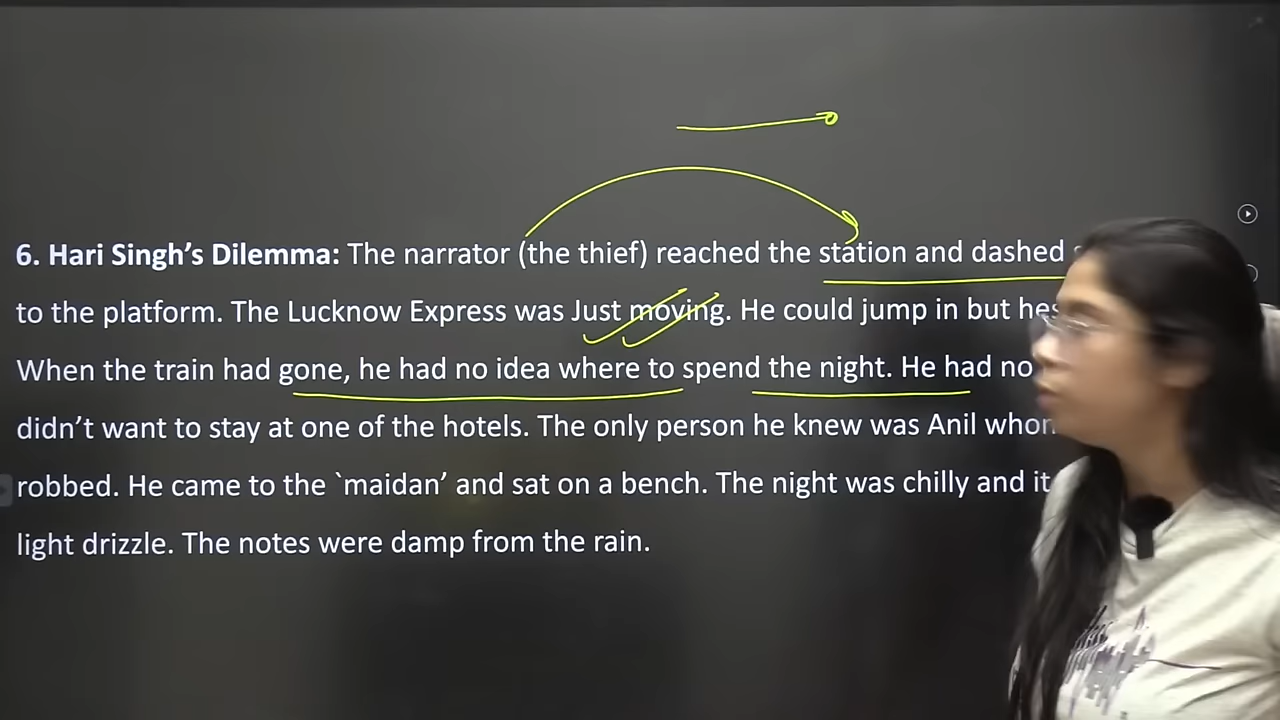 6. Hari Singh’s Dilemma: The narrator (the thief) reached the station and dashed
to the platform. The Lucknow Express was Just moving. He could jump in but
When the train had gone, he had no idea where to spend the night. He had no
didn’t want to stay at one of the hotels. The only person he knew was Anil
robbed. He came to the `maidan’ and sat on a bench. The night was chilly and it
light drizzle. The notes were damp from the rain.